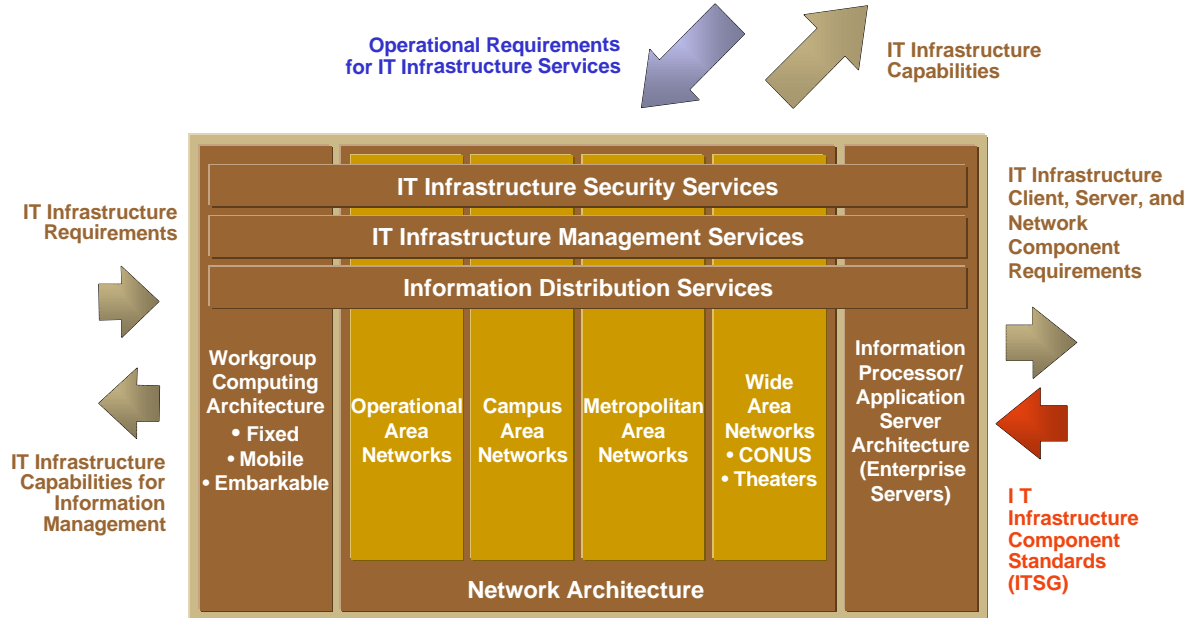 Operational Requirements
for IT Infrastructure Services
IT Infrastructure
Capabilities
IT Infrastructure
Requirements
IT Infrastructure
Capabilities for
Information
Management
IT Infrastructure Security Services
IT Infrastructure Management Services
Information Distribution Services
Workgroup
Computing
Architecture
• Fixed
• Mobile
• Embarkable
Operational
Area
Networks
Campus
Area
Networks
Metropolitan
Area
Networks
Wide
Area
Networks
• CONUS
• Theaters
Network Architecture
Information
Processor/
Application
Server
Architecture
(Enterprise
Servers)
IT Infrastructure
Client, Server, and
Network
Component
Requirements
I T
Infrastructure
Component
Standards
(ITSG)